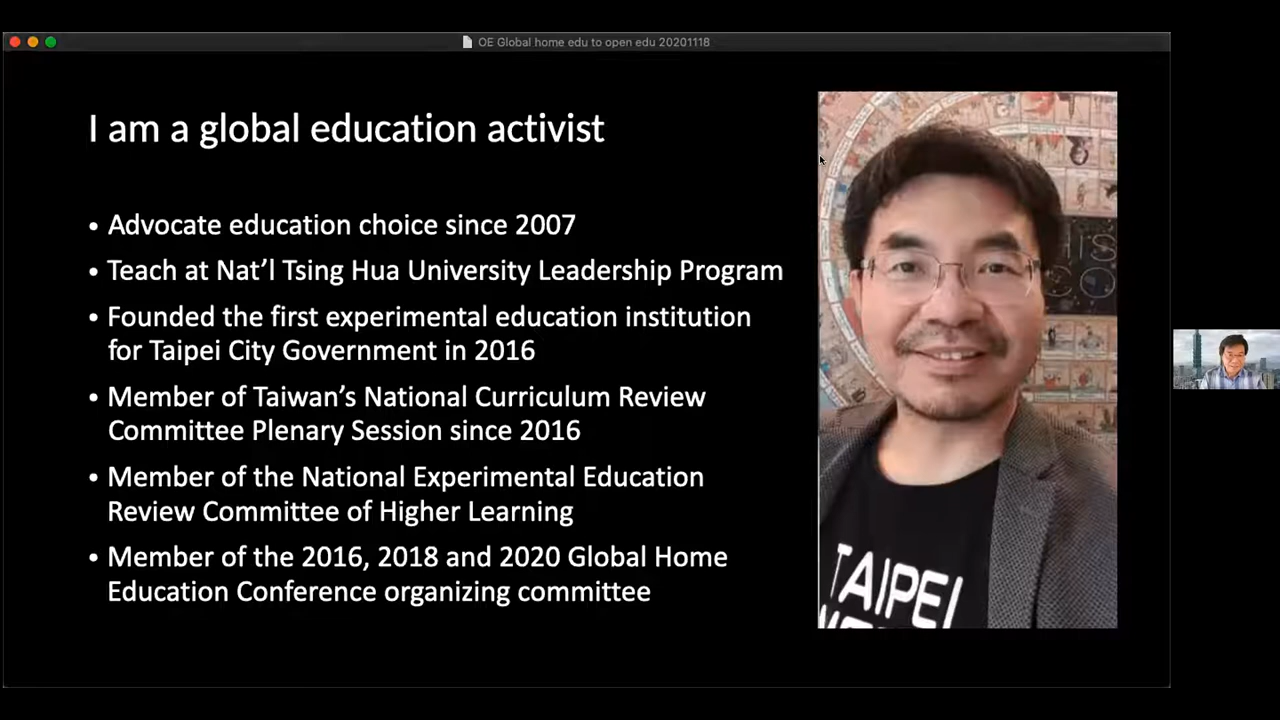 OE Global home edu to open edu 20201118
I am a global education activist
• Advocate education choice since 2007
• Teach at Nat’l Tsing Hua University Leadership Program
• Founded the first experimental education institution
for Taipei City Government in 2016
• Member of Taiwan’s National Curriculum Review
Committee Plenary Session since 2016
• Member of the National Experimental Education
Review Committee of Higher Learning
• Member of the 2016, 2018 and 2020 Global Home
Education Conference organizing committee
TAIPEI